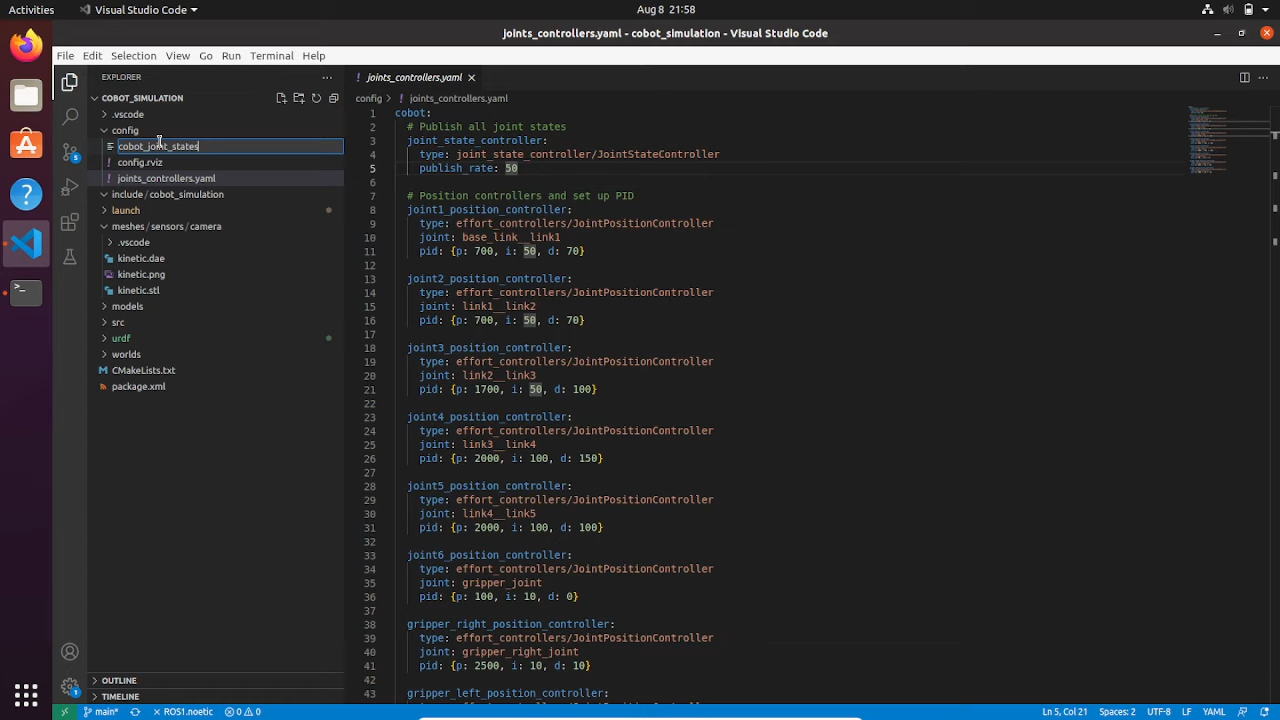 Activities
Visual Studio Code
Aug 8 21:58
joints_controllers.yaml - cobot_simulation - Visual Studio Code
File Edit Selection View Go Run Terminal Help
EXPLORER
COBOT_SIMULATION
.vscode
config
cobot_joint_states
config.rviz
joints_controllers.yaml
include / cobot_simulation
launch
meshes / sensors / camera
.vscode
kinetic.dae
kinetic.png
kinetic.stl
models
src
urdf
worlds
CMakeLists.txt
package.xml
OUTLINE
TIMELINE
5
1
joints_controllers.yaml
config > joints_controllers.yaml
1 cobot:
2 # Publish all joint states
3 joint_state_controller:
4 type: joint_state_controller/JointStateController
5 publish_rate: 50
6
7 # Position controllers and set up PID
8 joint1_position_controller:
9 type: effort_controllers/JointPositionController
10 joint: base_link__link1
11 pid: {p: 700, i: 50, d: 70}
12
13 joint2_position_controller:
14 type: effort_controllers/JointPositionController
15 joint: link1__link2
16 pid: {p: 700, i: 50, d: 70}
17
18 joint3_position_controller:
19 type: effort_controllers/JointPositionController
20 joint: link2__link3
21 pid: {p: 1700, i: 50, d: 100}
22
23 joint4_position_controller:
24 type: effort_controllers/JointPositionController
25 joint: link3__link4
26 pid: {p: 2000, i: 100, d: 150}
27
28 joint5_position_controller:
29 type: effort_controllers/JointPositionController
30 joint: link4__link5
31 pid: {p: 2000, i: 100, d: 100}
32
33 joint6_position_controller:
34 type: effort_controllers/JointPositionController
35 joint: gripper_joint
36 pid: {p: 100, i: 10, d: 0}
37
38 gripper_right_position_controller:
39 type: effort_controllers/JointPositionController
40 joint: gripper_right_joint
41 pid: {p: 2500, i: 10, d: 10}
42
43 gripper_left_position_controller:
main* ROS1.noetic 0 0 Ln 5, Col 21 Spaces: 2 UTF-8 LF YAML